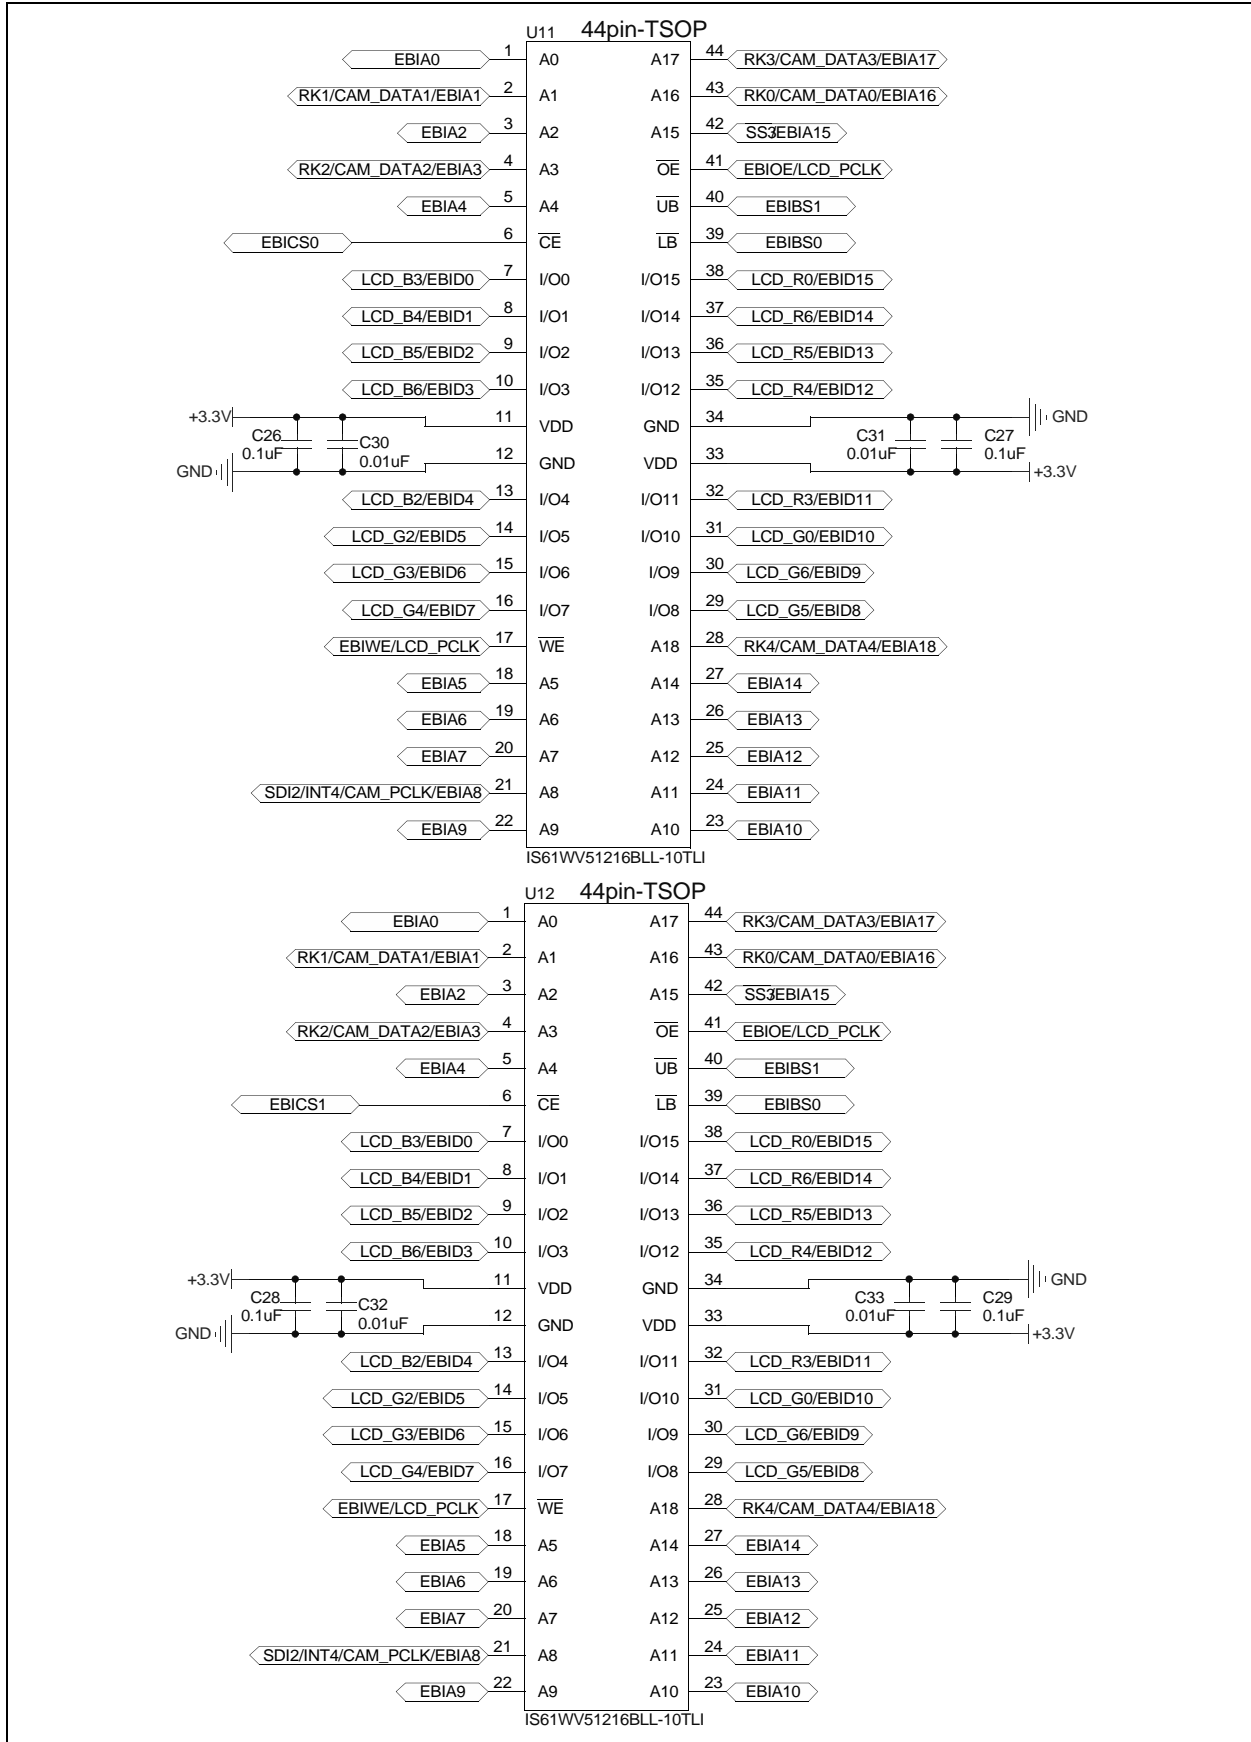 U11 44pin-TSOP
EBIA0 1 A0 A17 44 RK3/CAM_DATA3/EBIA17
RK1/CAM_DATA1/EBIA1 2 A1 A16 43 RK0/CAM_DATA0/EBIA16
EBIA2 3 A2 A15 42 SS3/EBIA15
RK2/CAM_DATA2/EBIA3 4 A3 OE 41 EBIOE/LCD_PCLK
EBIA4 5 A4 UB 40 EBIBS1
EBICS0 6 CE LB 39 EBIBS0
LCD_B3/EBID0 7 I/O0 I/O15 38 LCD_R0/EBID15
LCD_B4/EBID1 8 I/O1 I/O14 37 LCD_R6/EBID14
LCD_B5/EBID2 9 I/O2 I/O13 36 LCD_R5/EBID13
LCD_B6/EBID3 10 I/O3 I/O12 35 LCD_R4/EBID12
+3.3V 11 VDD GND 34 GND
C26 C30 C31 C27
0.1uF 0.01uF 0.01uF 0.1uF
GND 12 GND VDD 33 +3.3V
LCD_B2/EBID4 13 I/O4 I/O11 32 LCD_R3/EBID11
LCD_G2/EBID5 14 I/O5 I/O10 31 LCD_G0/EBID10
LCD_G3/EBID6 15 I/O6 I/O9 30 LCD_G6/EBID9
LCD_G4/EBID7 16 I/O7 I/O8 29 LCD_G5/EBID8
EBIWE/LCD_PCLK 17 WE A18 28 RK4/CAM_DATA4/EBIA18
EBIA5 18 A5 A14 27 EBIA14
EBIA6 19 A6 A13 26 EBIA13
EBIA7 20 A7 A12 25 EBIA12
SDI2/INT4/CAM_PCLK/EBIA8 21 A8 A11 24 EBIA11
EBIA9 22 A9 A10 23 EBIA10
IS61WV51216BLL-10TLI
U12 44pin-TSOP
EBIA0 1 A0 A17 44 RK3/CAM_DATA3/EBIA17
RK1/CAM_DATA1/EBIA1 2 A1 A16 43 RK0/CAM_DATA0/EBIA16
EBIA2 3 A2 A15 42 SS3/EBIA15
RK2/CAM_DATA2/EBIA3 4 A3 OE 41 EBIOE/LCD_PCLK
EBIA4 5 A4 UB 40 EBIBS1
EBICS1 6 CE LB 39 EBIBS0
LCD_B3/EBID0 7 I/O0 I/O15 38 LCD_R0/EBID15
LCD_B4/EBID1 8 I/O1 I/O14 37 LCD_R6/EBID14
LCD_B5/EBID2 9 I/O2 I/O13 36 LCD_R5/EBID13
LCD_B6/EBID3 10 I/O3 I/O12 35 LCD_R4/EBID12
+3.3V 11 VDD GND 34 GND
C28 C32 C33 C29
0.1uF 0.01uF 0.01uF 0.1uF
GND 12 GND VDD 33 +3.3V
LCD_B2/EBID4 13 I/O4 I/O11 32 LCD_R3/EBID11
LCD_G2/EBID5 14 I/O5 I/O10 31 LCD_G0/EBID10
LCD_G3/EBID6 15 I/O6 I/O9 30 LCD_G6/EBID9
LCD_G4/EBID7 16 I/O7 I/O8 29 LCD_G5/EBID8
EBIWE/LCD_PCLK 17 WE A18 28 RK4/CAM_DATA4/EBIA18
EBIA5 18 A5 A14 27 EBIA14
EBIA6 19 A6 A13 26 EBIA13
EBIA7 20 A7 A12 25 EBIA12
SDI2/INT4/CAM_PCLK/EBIA8 21 A8 A11 24 EBIA11
EBIA9 22 A9 A10 23 EBIA10
IS61WV51216BLL-10TLI